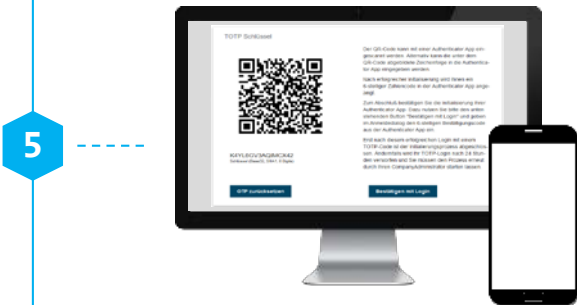 5
TOTP Schlüssel
Der QR-Code kann mit einer Authenticator App ein-
gescannt werden. Alternativ kann die unter dem
QR-Code abgebildete Zeichenfolge in die Authentica-
tor App eingegeben werden.
Nach erfolgreicher Initialisierung wird Ihnen ein
6-stelliger Zahlencode in der Authenticator App ange-
zeigt.
Zum Abschluß bestätigen Sie die Initialisierung Ihrer
Authenticator App. Dazu nutzen Sie bitte den unten
stehenden Button "Bestätigen mit Login" und geben
im Anmeldedialog den 6-stelligen Bestätigungscode
aus der Authenticator App ein.
Erst nach diesem erfolgreichen Login mit einem
TOTP-Code ist der Initialisierungsprozess abgeschlos-
sen. Andernfalls wird Ihr TOTP-Login nach 24 Stun-
den verworfen und Sie müssen den Prozess erneut
durch Ihren CompanyAdministrator starten lassen.
OTP zurücksetzen
Bestätigen mit Login